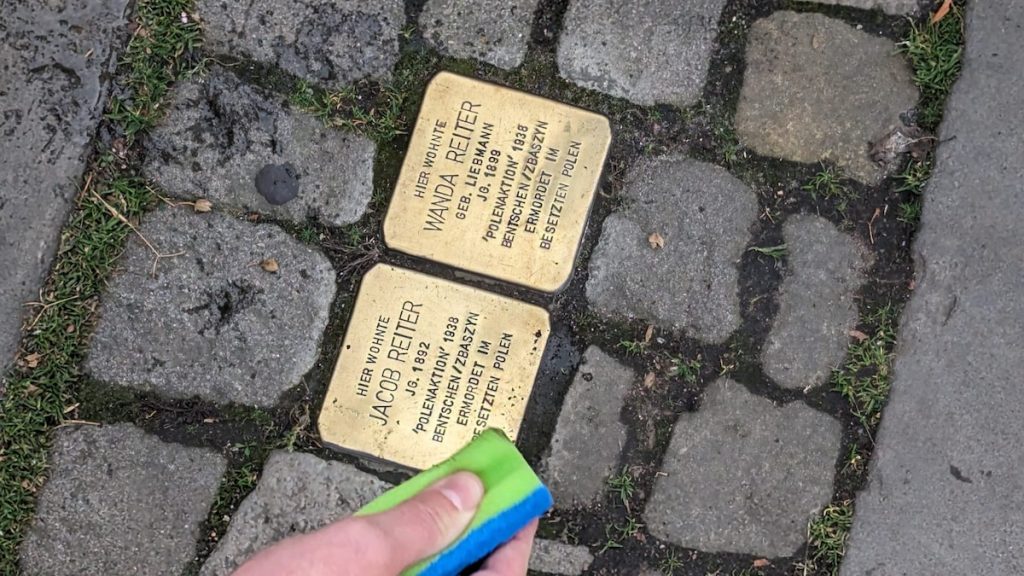 HIER WOHNTE
WANDA REITER
GEB. LIEBMANN
JG. 1899
'POLENAKTION' 1938
BENTSCHEN/ZBASZYN
ERMORDET IM
BESETZTEN POLEN
HIER WOHNTE
JACOB REITER
JG. 1892
'POLENAKTION' 1938
BENTSCHEN/ZBASZYN
ERMORDET IM
BESETZTEN POLEN